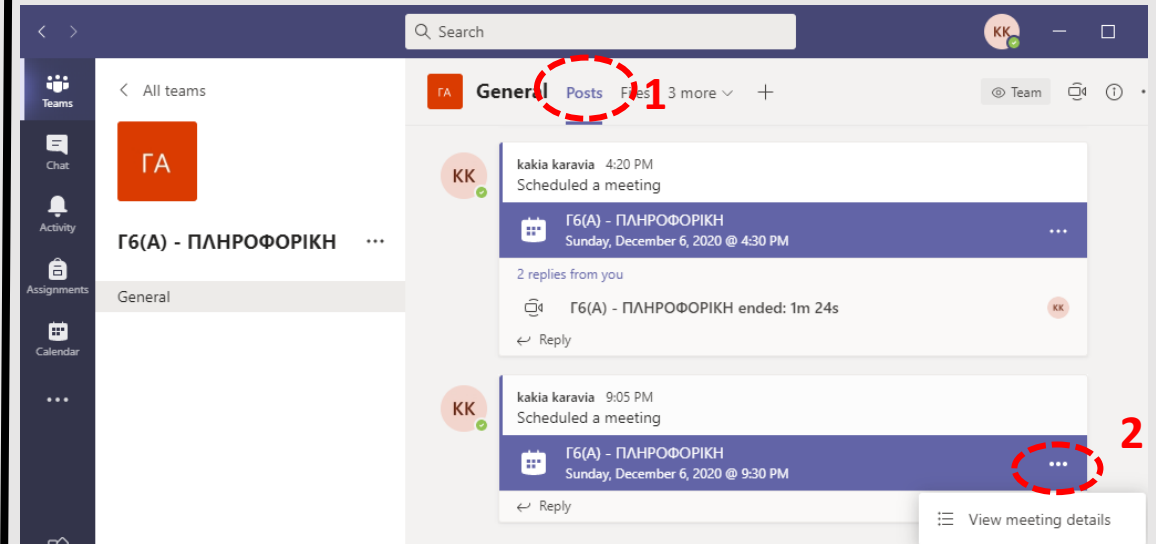 Search
KK
Teams
Chat
Activity
Assignments
Calendar
All teams
ΓΑ
Γ6(Α) - ΠΛΗΡΟΦΟΡΙΚΗ
General
ΓΑ General Posts Files 1 3 more +
Team
KK
kakia karavia 4:20 PM
Scheduled a meeting
Γ6(Α) - ΠΛΗΡΟΦΟΡΙΚΗ
Sunday, December 6, 2020 @ 4:30 PM
2 replies from you
Γ6(Α) - ΠΛΗΡΟΦΟΡΙΚΗ ended: 1m 24s
KK
Reply
KK
kakia karavia 9:05 PM
Scheduled a meeting
2
Γ6(Α) - ΠΛΗΡΟΦΟΡΙΚΗ
Sunday, December 6, 2020 @ 9:30 PM
Reply
View meeting details